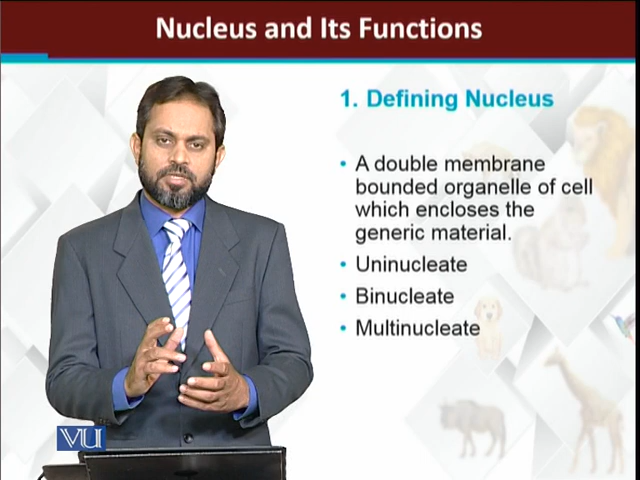 Nucleus and Its Functions
1. Defining Nucleus
• A double membrane
bounded organelle of cell
which encloses the
generic material.
• Uninucleate
• Binucleate
• Multinucleate
VU